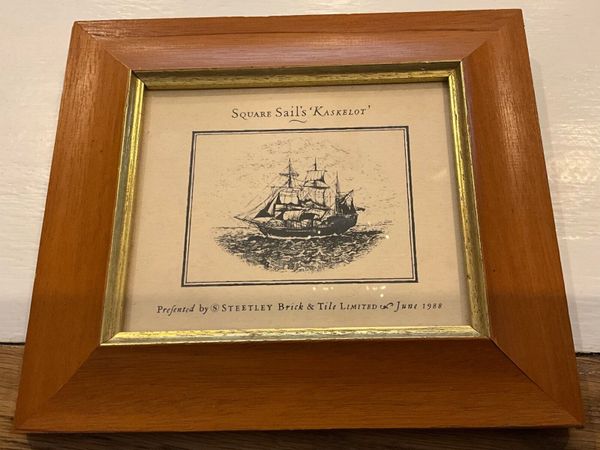 Square Sail's 'Kaskelot'
Presented by Ⓢ STEETLEY Brick & Tile LIMITED June 1988